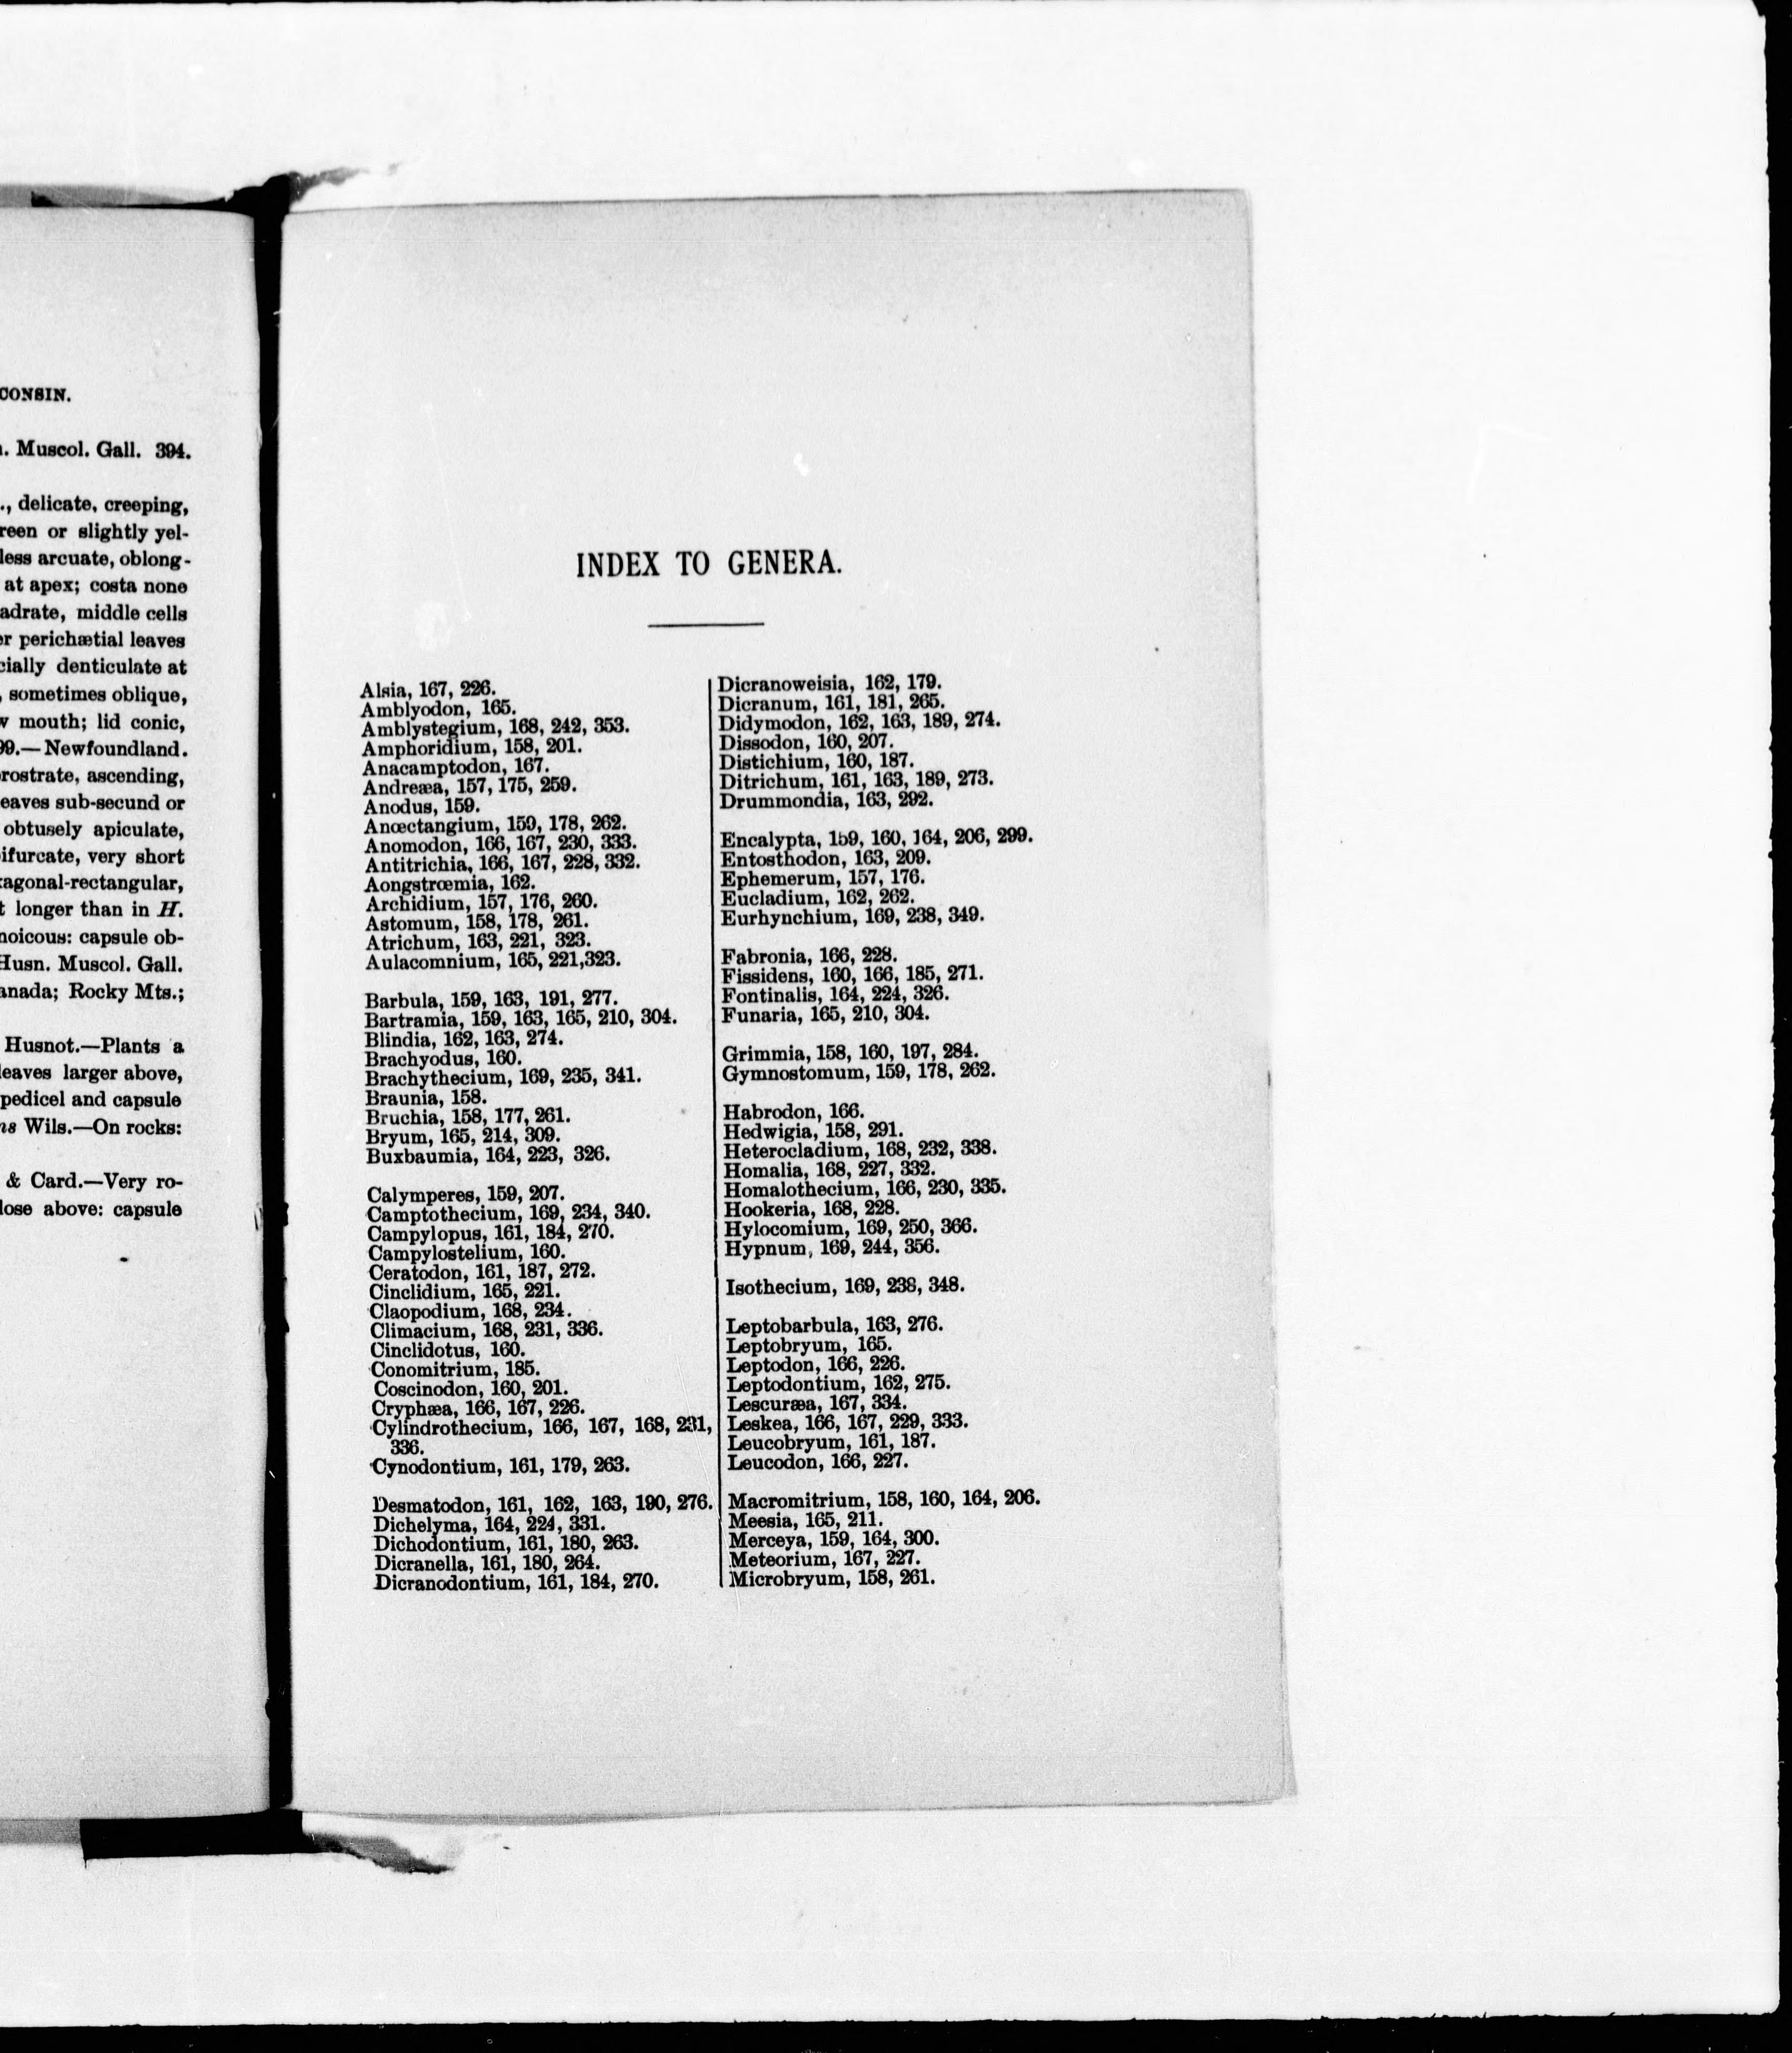 CONSIN.
. Muscol. Gall. 394.
., delicate, creeping,
reen or slightly yel-
less arcuate, oblong-
at apex; costa none
adrate, middle cells
er perichætial leaves
cially denticulate at
, sometimes oblique,
w mouth; lid conic,
99.—Newfoundland.
rostrate, ascending,
eaves sub-secund or
obtusely apiculate,
ifurcate, very short
xagonal-rectangular,
t longer than in H.
noicous: capsule ob-
Husn. Muscol. Gall.
anada; Rocky Mts.;
Husnot.—Plants a
leaves larger above,
pedicel and capsule
ns Wils.—On rocks:
& Card.—Very ro-
lose above: capsule
INDEX TO GENERA.
Alsia, 167, 226.
Amblyodon, 165.
Amblystegium, 168, 242, 353.
Amphoridium, 158, 201.
Anacamptodon, 167.
Andreæa, 157, 175, 259.
Anodus, 159.
Anœctangium, 159, 178, 262.
Anomodon, 166, 167, 230, 333.
Antitrichia, 166, 167, 228, 332.
Aongstrœmia, 162.
Archidium, 157, 176, 260.
Astomum, 158, 178, 261.
Atrichum, 163, 221, 323.
Aulacomnium, 165, 221,323.
Barbula, 159, 163, 191, 277.
Bartramia, 159, 163, 165, 210, 304.
Blindia, 162, 163, 274.
Brachyodus, 160.
Brachythecium, 169, 235, 341.
Braunia, 158.
Bruchia, 158, 177, 261.
Bryum, 165, 214, 309.
Buxbaumia, 164, 223, 326.
Calymperes, 159, 207.
Camptothecium, 169, 234, 340.
Campylopus, 161, 184, 270.
Campylostelium, 160.
Ceratodon, 161, 187, 272.
Cinclidium, 165, 221.
Claopodium, 168, 234.
Climacium, 168, 231, 336.
Cinclidotus, 160.
Conomitrium, 185.
Coscinodon, 160, 201.
Cryphæa, 166, 167, 226.
Cylindrothecium, 166, 167, 168, 231,
336.
Cynodontium, 161, 179, 263.
Desmatodon, 161, 162, 163, 190, 276.
Dichelyma, 164, 224, 331.
Dichodontium, 161, 180, 263.
Dicranella, 161, 180, 264.
Dicranodontium, 161, 184, 270.
Dicranoweisia, 162, 179.
Dicranum, 161, 181, 265.
Didymodon, 162, 163, 189, 274.
Dissodon, 160, 207.
Distichium, 160, 187.
Ditrichum, 161, 163, 189, 273.
Drummondia, 163, 292.
Encalypta, 159, 160, 164, 206, 299.
Entosthodon, 163, 209.
Ephemerum, 157, 176.
Eucladium, 162, 262.
Eurhynchium, 169, 238, 349.
Fabronia, 166, 228.
Fissidens, 160, 166, 185, 271.
Fontinalis, 164, 224, 326.
Funaria, 165, 210, 304.
Grimmia, 158, 160, 197, 284.
Gymnostomum, 159, 178, 262.
Habrodon, 166.
Hedwigia, 158, 291.
Heterocladium, 168, 232, 338.
Homalia, 168, 227, 332.
Homalothecium, 166, 230, 335.
Hookeria, 168, 228.
Hylocomium, 169, 250, 366.
Hypnum, 169, 244, 356.
Isothecium, 169, 238, 348.
Leptobarbula, 163, 276.
Leptobryum, 165.
Leptodon, 166, 226.
Leptodontium, 162, 275.
Lescuræa, 167, 334.
Leskea, 166, 167, 229, 333.
Leucobryum, 161, 187.
Leucodon, 166, 227.
Macromitrium, 158, 160, 164, 206.
Meesia, 165, 211.
Merceya, 159, 164, 300.
Meteorium, 167, 227.
Microbryum, 158, 261.